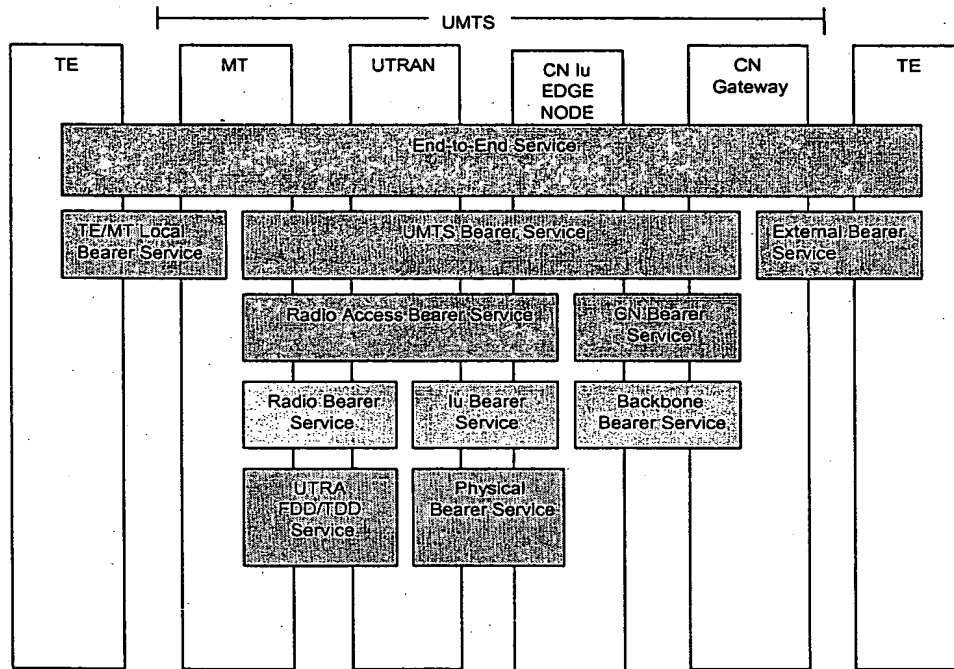 UMTS
TE
MT
UTRAN
CN Iu
EDGE
NODE
CN
Gateway
TE
End-to-End Service
TE/MT Local
Bearer Service
UMTS Bearer Service
External Bearer
Service
Radio Access Bearer Service
CN Bearer
Service
Radio Bearer
Service
Iu Bearer
Service
Backbone
Bearer Service
UTRA
FDD/TDD
Service
Physical
Bearer Service